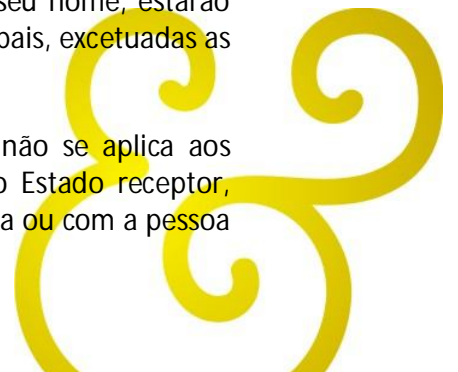 seu nome, estarão
pais, excetuadas as
não se aplica aos
o Estado receptor,
a ou com a pessoa